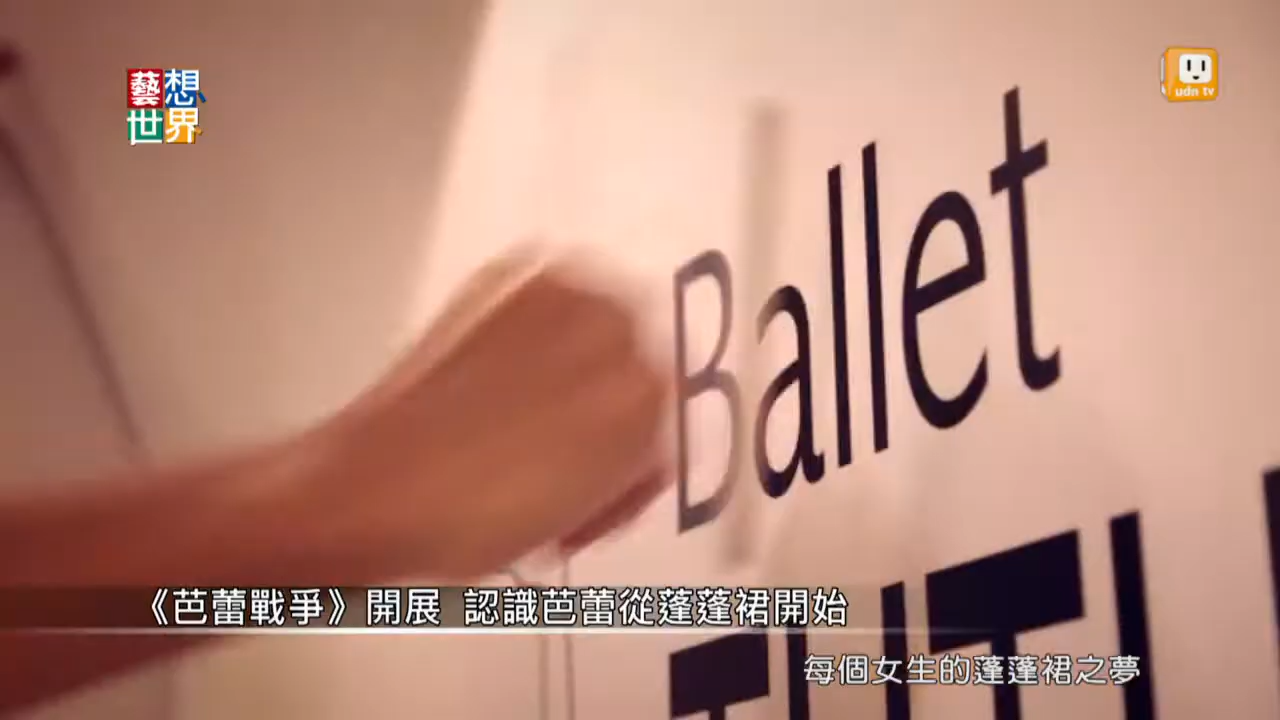 藝想
世界
udn tv
Ballet
TUTU
《芭蕾戰爭》開展 認識芭蕾從蓬蓬裙開始
每個女生的蓬蓬裙之夢